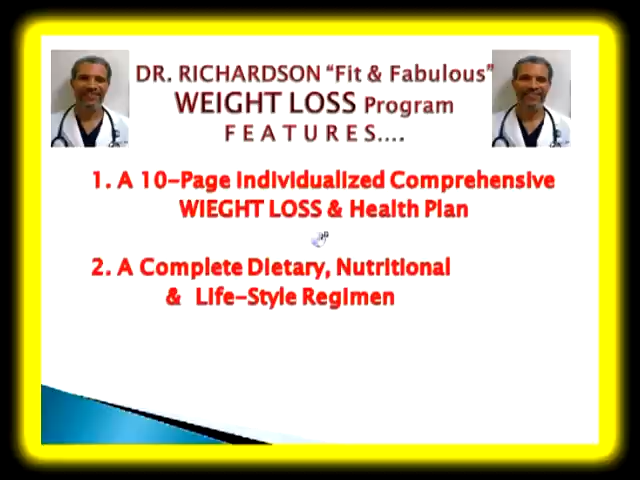 DR. RICHARDSON “Fit & Fabulous”
WEIGHT LOSS Program
F E A T U R E S....
1. A 10-Page Individualized Comprehensive
WIEGHT LOSS & Health Plan
2. A Complete Dietary, Nutritional
& Life-Style Regimen